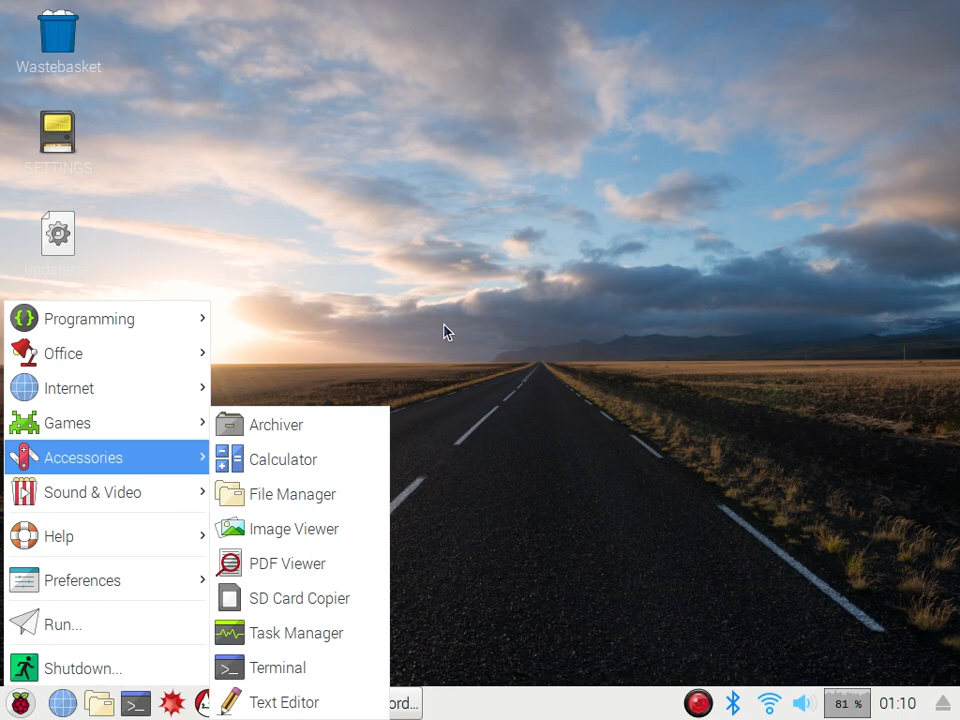 Wastebasket
SETTINGS
Programming
Office
Internet
Games
Accessories
Sound & Video
Help
Preferences
Run...
Shutdown...
Archiver
Calculator
File Manager
Image Viewer
PDF Viewer
SD Card Copier
Task Manager
Terminal
Text Editor
ord...
81 %
01:10